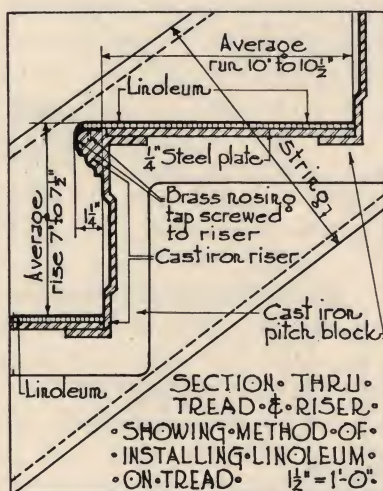 Average
run 10" to 10½"
Linoleum
¼" Steel plate
String
Brass nosing
tap screwed
to riser
1¼"
Average
rise 7" to 7½"
Cast iron riser
Cast iron
pitch block
Linoleum
SECTION • THRU •
TREAD • & • RISER •
• SHOWING • METHOD • OF •
• INSTALLING • LINOLEUM •
• ON • TREAD • 1½" = 1'-0" •